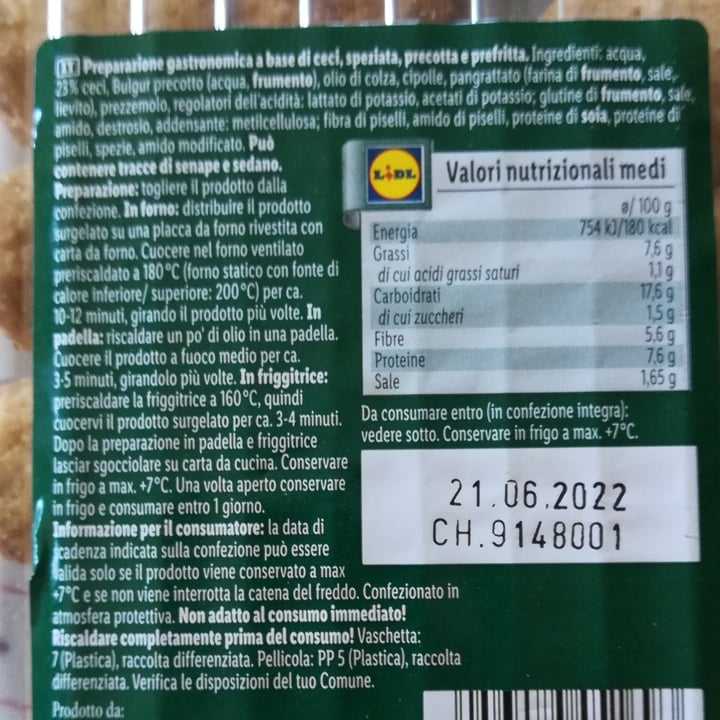 IT Preparazione gastronomica a base di ceci, speziata, precotta e prefritta. Ingredienti: acqua,
23% ceci, Bulgur precotto (acqua, frumento), olio di colza, cipolle, pangrattato (farina di frumento, sale,
lievito), prezzemolo, regolatori dell'acidità: lattato di potassio, acetati di potassio; glutine di frumento, sale,
amido, destrosio, addensante: metilcellulosa; fibra di piselli, amido di piselli, proteine di soia, proteine di
piselli, spezie, amido modificato. Può
contenere tracce di senape e sedano.
Preparazione: togliere il prodotto dalla
confezione. In forno: distribuire il prodotto
surgelato su una placca da forno rivestita con
carta da forno. Cuocere nel forno ventilato
preriscaldato a 180°C (forno statico con fonte di
calore inferiore/ superiore: 200°C) per ca.
10-12 minuti, girando il prodotto più volte. In
padella: riscaldare un po' di olio in una padella.
Cuocere il prodotto a fuoco medio per ca.
3-5 minuti, girandolo più volte. In friggitrice:
preriscaldare la friggitrice a 160°C, quindi
cuocervi il prodotto surgelato per ca. 3-4 minuti.
Dopo la preparazione in padella e friggitrice
lasciar sgocciolare su carta da cucina. Conservare
in frigo a max. +7°C. Una volta aperto conservare
in frigo e consumare entro 1 giorno.
Informazione per il consumatore: la data di
scadenza indicata sulla confezione può essere
valida solo se il prodotto viene conservato a max
+7°C e se non viene interrotta la catena del freddo. Confezionato in
atmosfera protettiva. Non adatto al consumo immediato!
Riscaldare completamente prima del consumo! Vaschetta:
7 (Plastica), raccolta differenziata. Pellicola: PP 5 (Plastica), raccolta
differenziata. Verifica le disposizioni del tuo Comune.
Prodotto da:
LIDL
Valori nutrizionali medi
ø/ 100 g
Energia 754 kJ/180 kcal
Grassi 7,6 g
di cui acidi grassi saturi 1,1 g
Carboidrati 17,6 g
di cui zuccheri 1,5 g
Fibre 5,6 g
Proteine 7,6 g
Sale 1,65 g
Da consumare entro (in confezione integra):
vedere sotto. Conservare in frigo a max. +7°C.
21.06.2022
CH.9148001